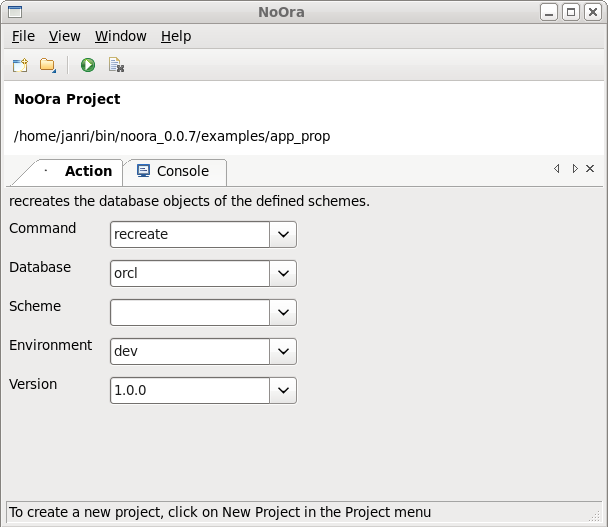 NoOra
File View Window Help
NoOra Project
/home/janri/bin/noora_0.0.7/examples/app_prop
Action Console
recreates the database objects of the defined schemes.
Command recreate
Database orcl
Scheme
Environment dev
Version 1.0.0
To create a new project, click on New Project in the Project menu